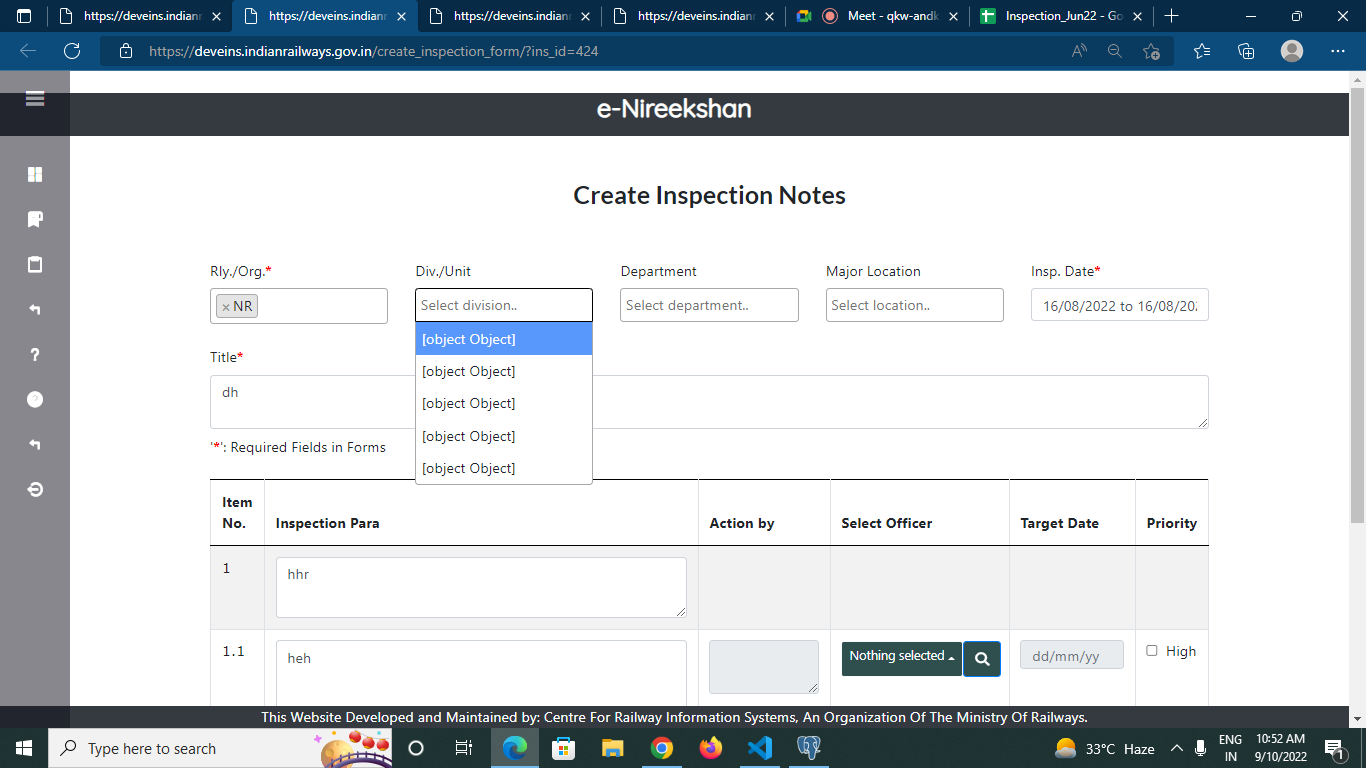 https://deveins.indianr
https://deveins.indianr
https://deveins.indianr
https://deveins.indianr
Meet - qkw-andk
Inspection_Jun22 - Go
https://deveins.indianrailways.gov.in/create_inspection_form/?ins_id=424
e-Nireekshan
Create Inspection Notes
Rly./Org.* Div./Unit Department Major Location Insp. Date*
× NR Select division.. Select department.. Select location.. 16/08/2022 to 16/08/202
[object Object]
Title*
[object Object]
dh
[object Object]
[object Object]
'*': Required Fields in Forms
[object Object]
Item No. Inspection Para Action by Select Officer Target Date Priority
1 hhr
1.1 heh Nothing selected dd/mm/yy High
This Website Developed and Maintained by: Centre For Railway Information Systems, An Organization Of The Ministry Of Railways.
Type here to search
33°C Haze
ENG
IN
10:52 AM
9/10/2022
1